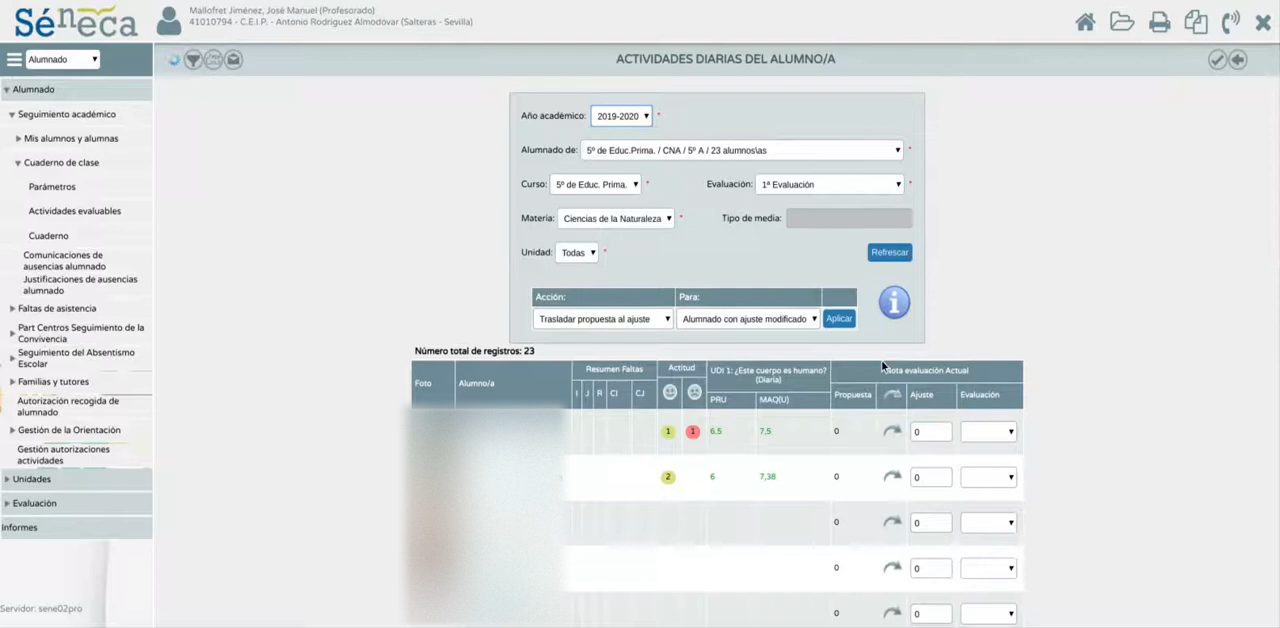 Séneca
Mallofret Jiménez, José Manuel (Profesorado)
41010794 - C.E.I.P. - Antonio Rodriguez Almodovar (Salteras - Sevilla)
Alumnado
ACTIVIDADES DIARIAS DEL ALUMNO/A
Alumnado
Seguimiento académico
Mis alumnos y alumnas
Cuaderno de clase
Parámetros
Actividades evaluables
Cuaderno
Comunicaciones de
ausencias alumnado
Justificaciones de ausencias
alumnado
Faltas de asistencia
Part Centros Seguimiento de la
Convivencia
Seguimiento del Absentismo
Escolar
Familias y tutores
Autorización recogida de
alumnado
Gestión de la Orientación
Gestión autorizaciones
actividades
Unidades
Evaluación
Informes
Servidor: sene02pro
Año académico: 2019-2020 *
Alumnado de: 5º de Educ.Prima. / CNA / 5º A / 23 alumnos\as *
Curso: 5º de Educ. Prima. * Evaluación: 1ª Evaluación *
Materia: Ciencias de la Naturaleza * Tipo de media:
Unidad: Todas * Refrescar
Acción: Para:
Trasladar propuesta al ajuste Alumnado con ajuste modificado Aplicar
Número total de registros: 23
Foto Alumno/a Resumen Faltas Actitud UDI 1: ¿Este cuerpo es humano? (Diaria) evaluación Actual
I J R CI CJ PRU MAQ(U) Propuesta Ajuste Evaluación
1 1 6,5 7,5 0 0
2 6 7,38 0 0
0 0
0 0
0 0